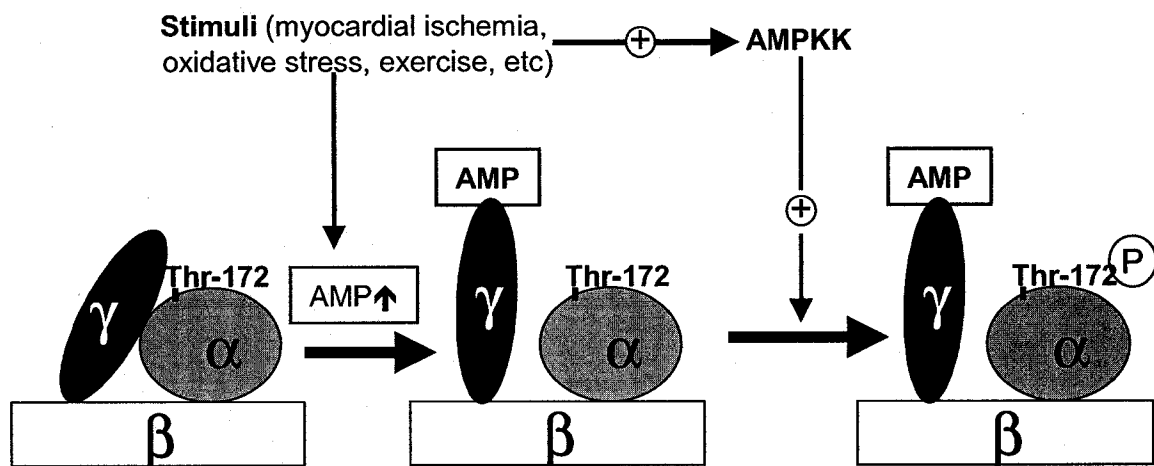 Stimuli (myocardial ischemia,
oxidative stress, exercise, etc)
+
AMPKK
AMP
+
AMP
Thr-172
AMP↑
Thr-172
Thr-172
P
γ
α
γ
α
γ
α
β
β
β